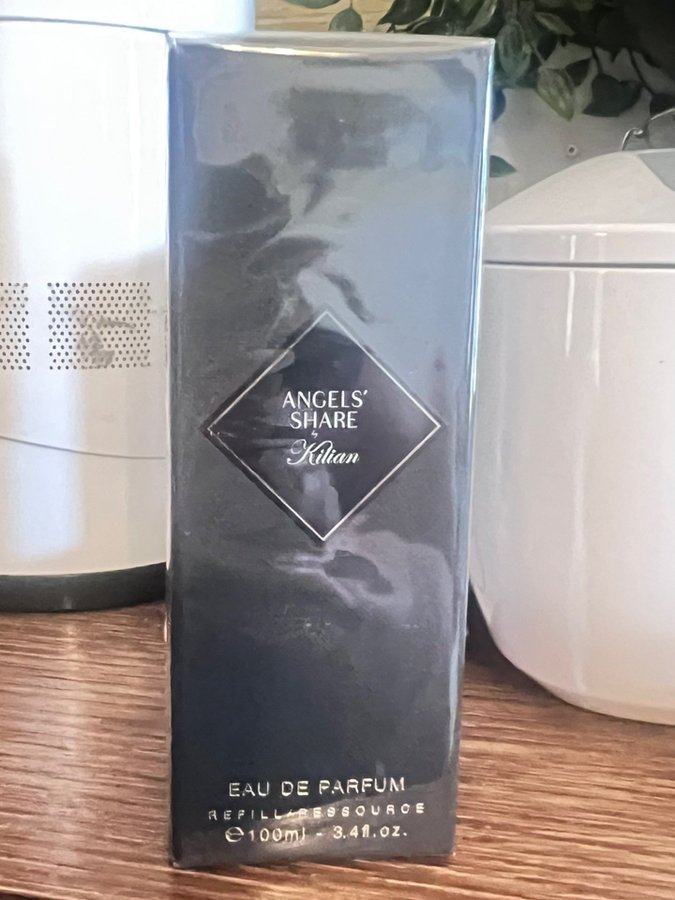 ANGELS'
SHARE
by
Kilian
EAU DE PARFUM
REFILL/RESSOURCE
℮100ml - 3.4fl.oz.